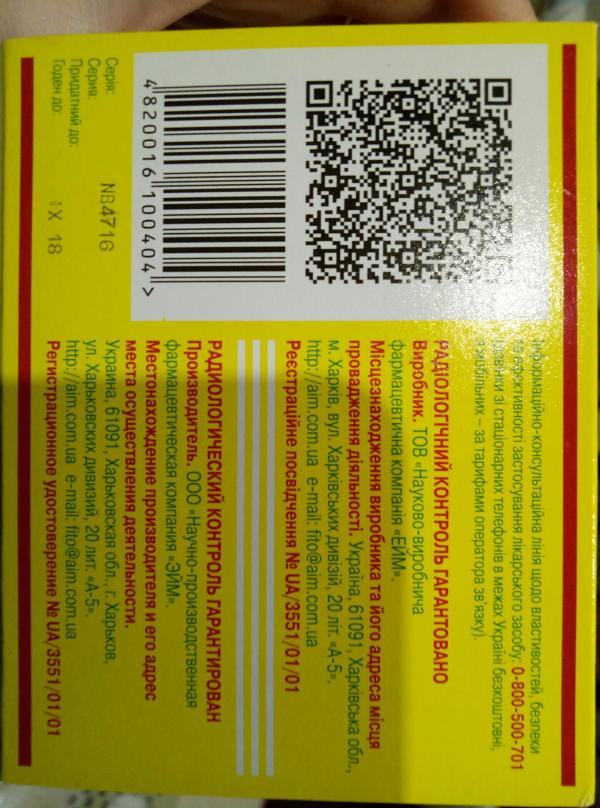 Інформаційно-консультаційна лінія щодо властивостей, безпеки
та ефективності застосування лікарського засобу: 0-800-500-701
(дзвінки зі стаціонарних телефонів в межах Україні безкоштовні,
з мобільних – за тарифами оператора зв'язку).
РАДІОЛОГІЧНИЙ КОНТРОЛЬ ГАРАНТОВАНО
Виробник. ТОВ «Науково-виробнича
фармацевтична компанія «ЕЙМ».
Місцезнаходження виробника та його адреса місця
провадження діяльності. Україна, 61091, Харківська обл.,
м. Харків, вул. Харківських дивізій, 20 літ. «А-5».
http://aim.com.ua e-mail: fito@aim.com.ua
Реєстраційне посвідчення № UA/3551/01/01
РАДИОЛОГИЧЕСКИЙ КОНТРОЛЬ ГАРАНТИРОВАН
Производитель. ООО «Научно-производственная
фармацевтическая компания «ЭЙМ».
Местонахождение производителя и его адрес
места осуществления деятельности.
Украина, 61091, Харьковская обл., г. Харьков,
ул. Харьковских дивизий, 20 лит. «А-5».
http://aim.com.ua e-mail: fito@aim.com.ua
Регистрационное удостоверение № UA/3551/01/01
4 820016 100404 >
Серія:
Серия: NB4716
Придатний до:
Годен до: IX 18